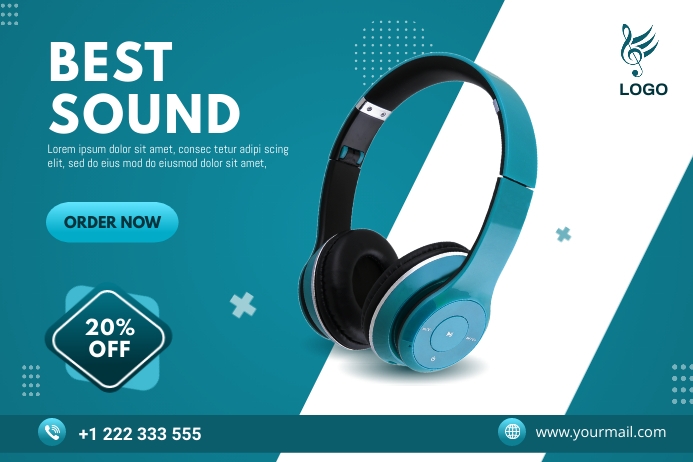 BEST
SOUND
Lorem ipsum dolor sit amet, consec tetur adipi scing
elit, sed do eius mod do eiusmod dolor sit amet,
ORDER NOW
20%
OFF
LOGO
+1 222 333 555
www.yourmail.com